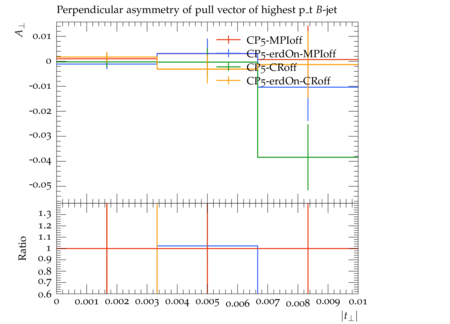 Perpendicular asymmetry of pull vector of highest p_t B-jet
A⊥
CP5-MPIoff
CP5-erdOn-MPIoff
CP5-CRoff
CP5-erdOn-CRoff
0.01
0
-0.01
-0.02
-0.03
-0.04
-0.05
Ratio
1.3
1.2
1.1
1
0.9
0.8
0.7
0.6
0 0.001 0.002 0.003 0.004 0.005 0.006 0.007 0.008 0.009 0.01
|t⊥|